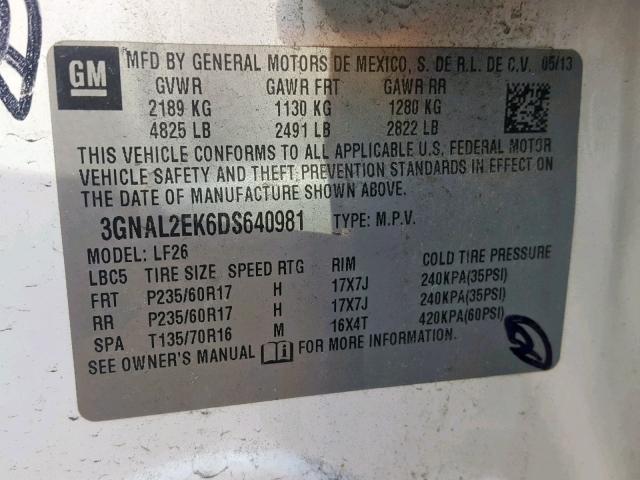 GM
MFD BY GENERAL MOTORS DE MEXICO, S. DE R.L. DE C.V. 05/13
GVWR GAWR FRT GAWR RR
2189 KG 1130 KG 1280 KG
4825 LB 2491 LB 2822 LB
THIS VEHICLE CONFORMS TO ALL APPLICABLE U.S. FEDERAL MOTOR
VEHICLE SAFETY AND THEFT PREVENTION STANDARDS IN EFFECT ON
THE DATE OF MANUFACTURE SHOWN ABOVE.
3GNAL2EK6DS640981 TYPE: M.P.V.
MODEL: LF26
LBC5 TIRE SIZE SPEED RTG RIM COLD TIRE PRESSURE
FRT P235/60R17 H 17X7J 240KPA(35PSI)
RR P235/60R17 H 17X7J 240KPA(35PSI)
SPA T135/70R16 M 16X4T 420KPA(60PSI)
SEE OWNER'S MANUAL FOR MORE INFORMATION.